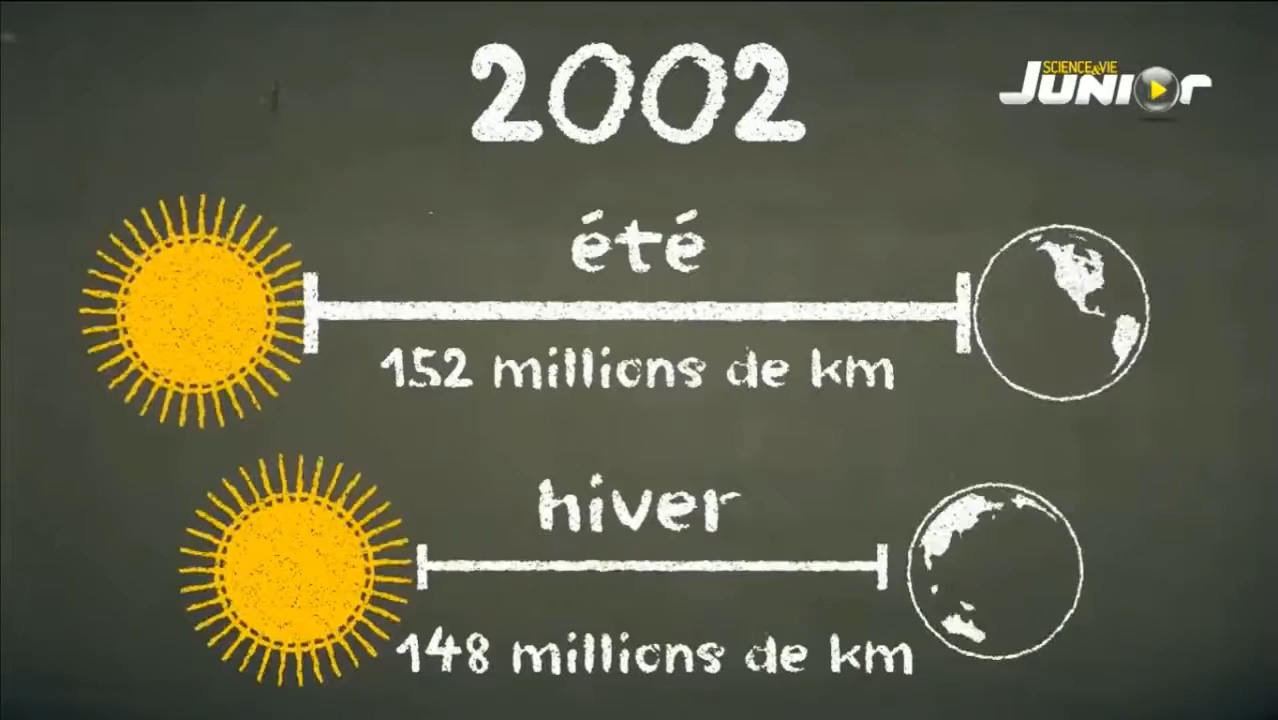 2002
SCIENCE&VIE
JUNIOR
été
152 millions de km
hiver
148 millions de km